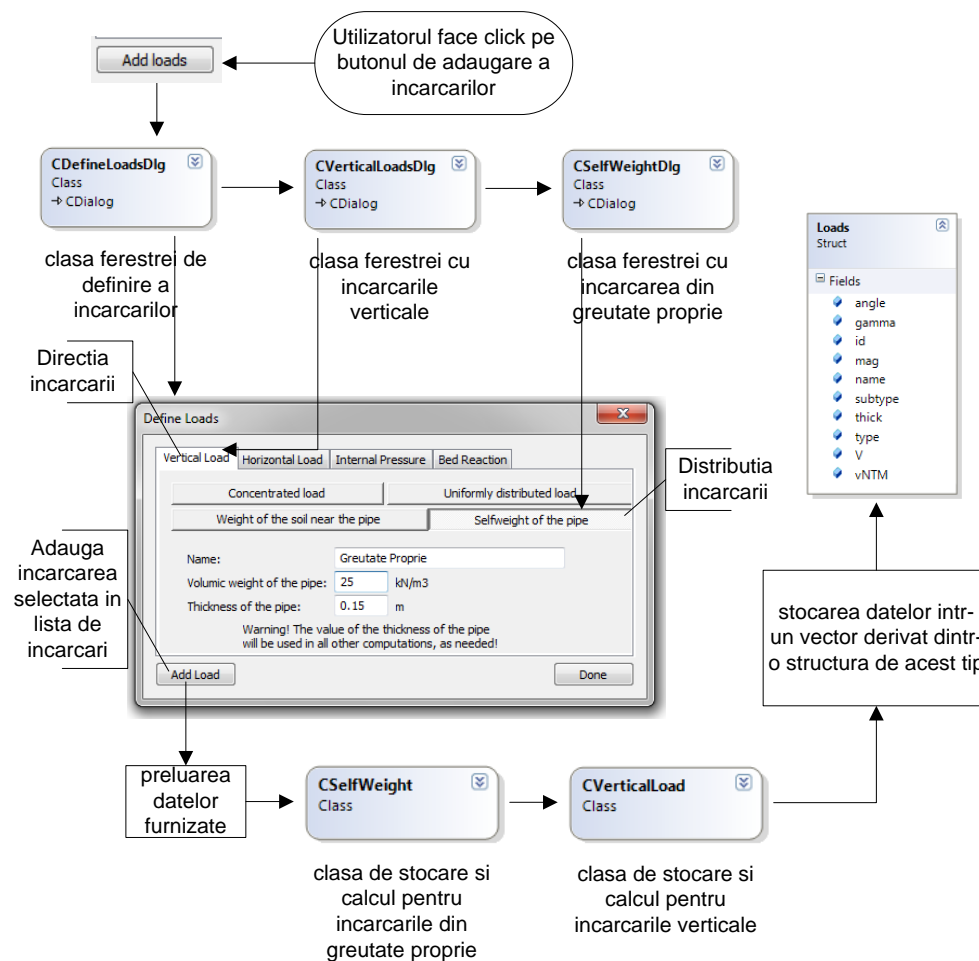 Utilizatorul face click pe
butonul de adaugare a
incarcarilor
Add loads
CDefineLoadsDlg
Class
CDialog
CVerticalLoadsDlg
Class
CDialog
CSelfWeightDlg
Class
CDialog
clasa ferestrei de
definire a
incarcarilor
clasa ferestrei cu
incarcarile
verticale
clasa ferestrei cu
incarcarea din
greutate proprie
Loads
Struct
Fields
angle
gamma
id
mag
name
subtype
thick
type
V
vNTM
Directia
incarcarii
Define Loads
Vertical Load
Horizontal Load
Internal Pressure
Bed Reaction
Concentrated load
Uniformly distributed load
Weight of the soil near the pipe
Selfweight of the pipe
Name:
Greutate Proprie
Volumic weight of the pipe:
25
kN/m3
Thickness of the pipe:
0.15
m
Warning! The value of the thickness of the pipe
will be used in all other computations, as needed!
Add Load
Done
Distributia
incarcarii
Adauga
incarcarea
selectata in
lista de
incarcari
stocarea datelor intr-
un vector derivat dintr-
o structura de acest tip
preluarea
datelor
furnizate
CSelfWeight
Class
CVerticalLoad
Class
clasa de stocare si
calcul pentru
incarcarile din
greutate proprie
clasa de stocare si
calcul pentru
incarcarile verticale